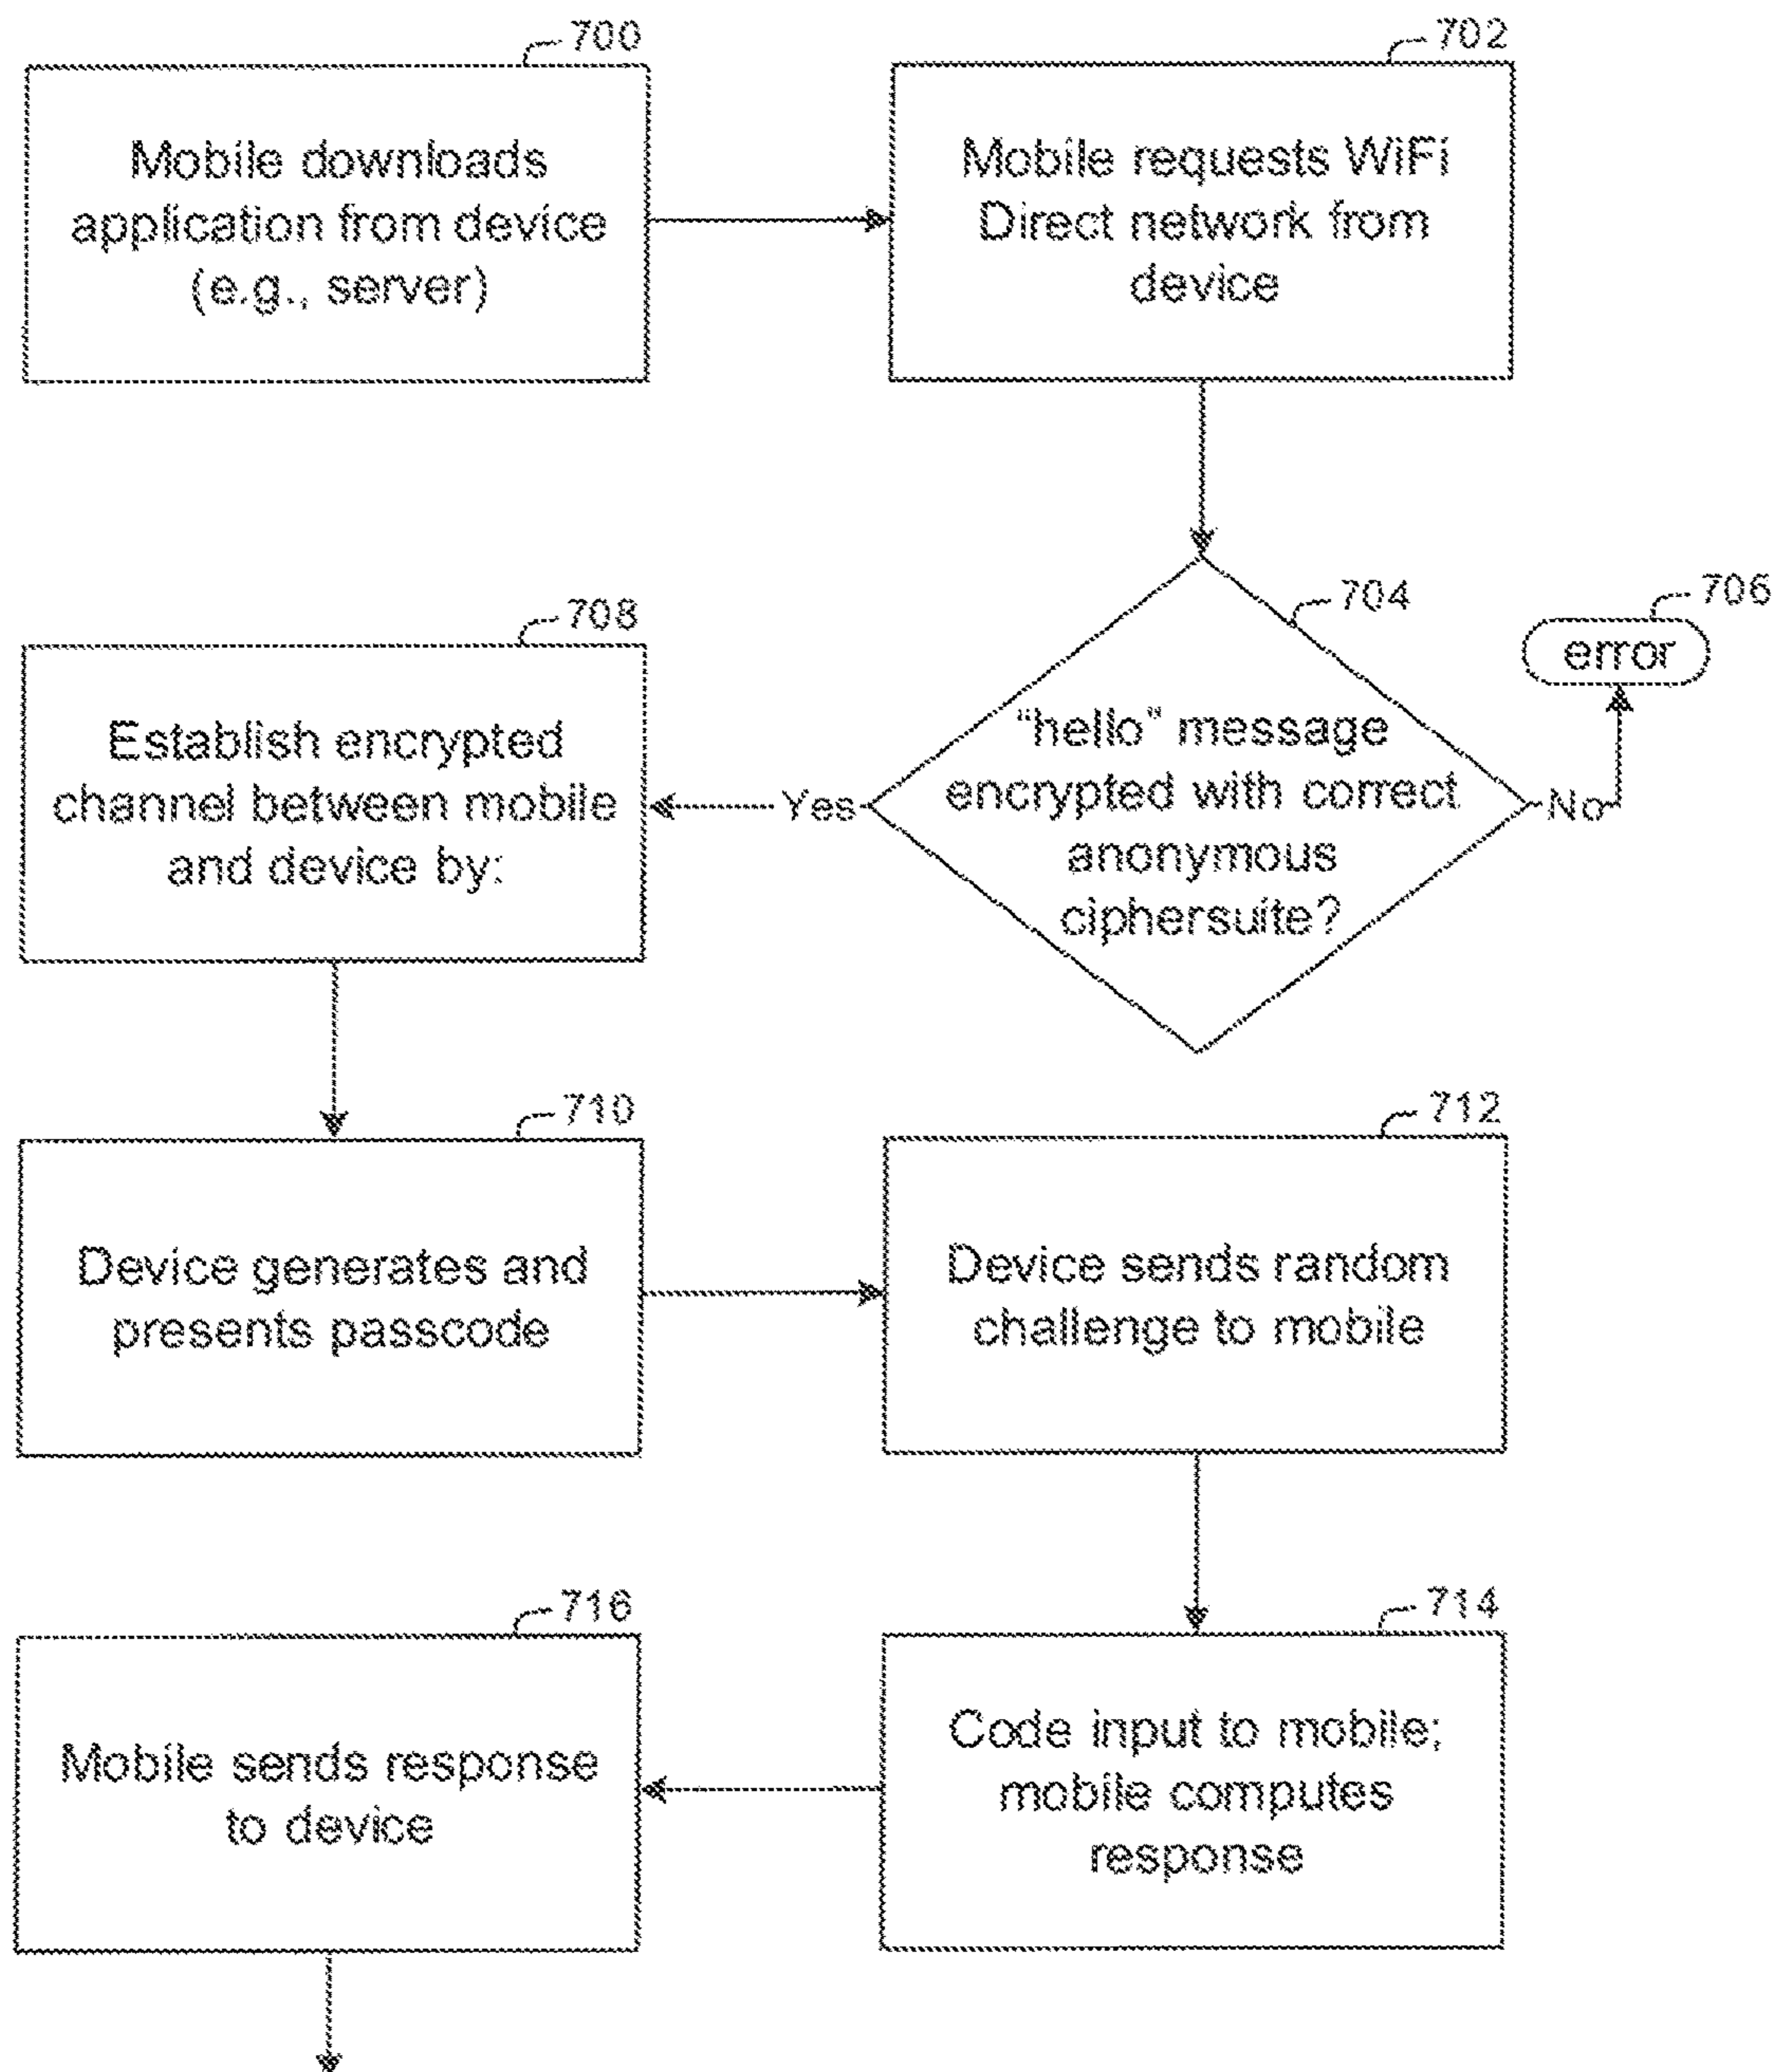 700
Mobile downloads
application from device
(e.g., server)
702
Mobile requests WiFi
Direct network from
device
704
"hello" message
encrypted with correct
anonymous
ciphersuite?
Yes
No
706
error
708
Establish encrypted
channel between mobile
and device by:
710
Device generates and
presents passcode
712
Device sends random
challenge to mobile
714
Code input to mobile;
mobile computes
response
716
Mobile sends response
to device